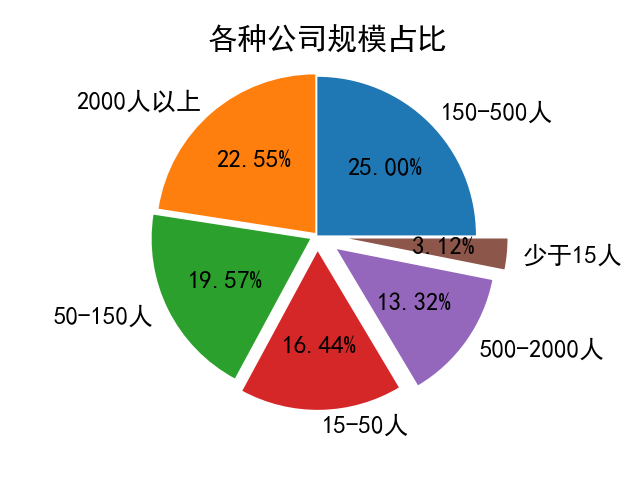 各种公司规模占比
2000人以上
150-500人
22.55%
25.00%
3.12%
少于15人
19.57%
13.32%
50-150人
16.44%
500-2000人
15-50人